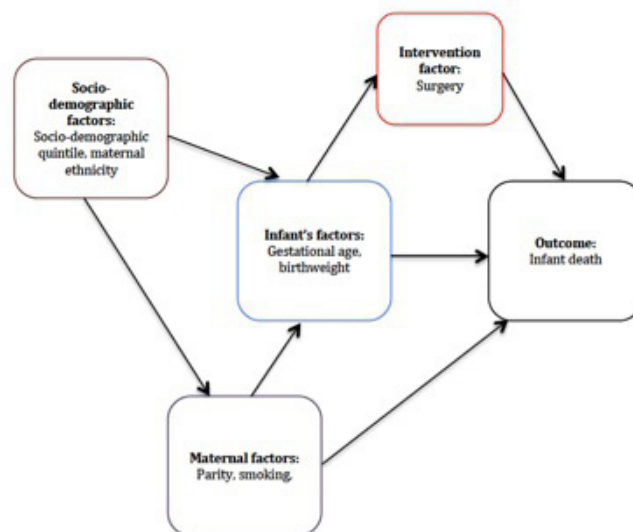 Socio-
demographic
factors:
Socio-demographic
quintile, maternal
ethnicity
Intervention
factor:
Surgery
Infant's factors:
Gestational age,
birthweight
Outcome:
Infant death
Maternal factors:
Parity, smoking,